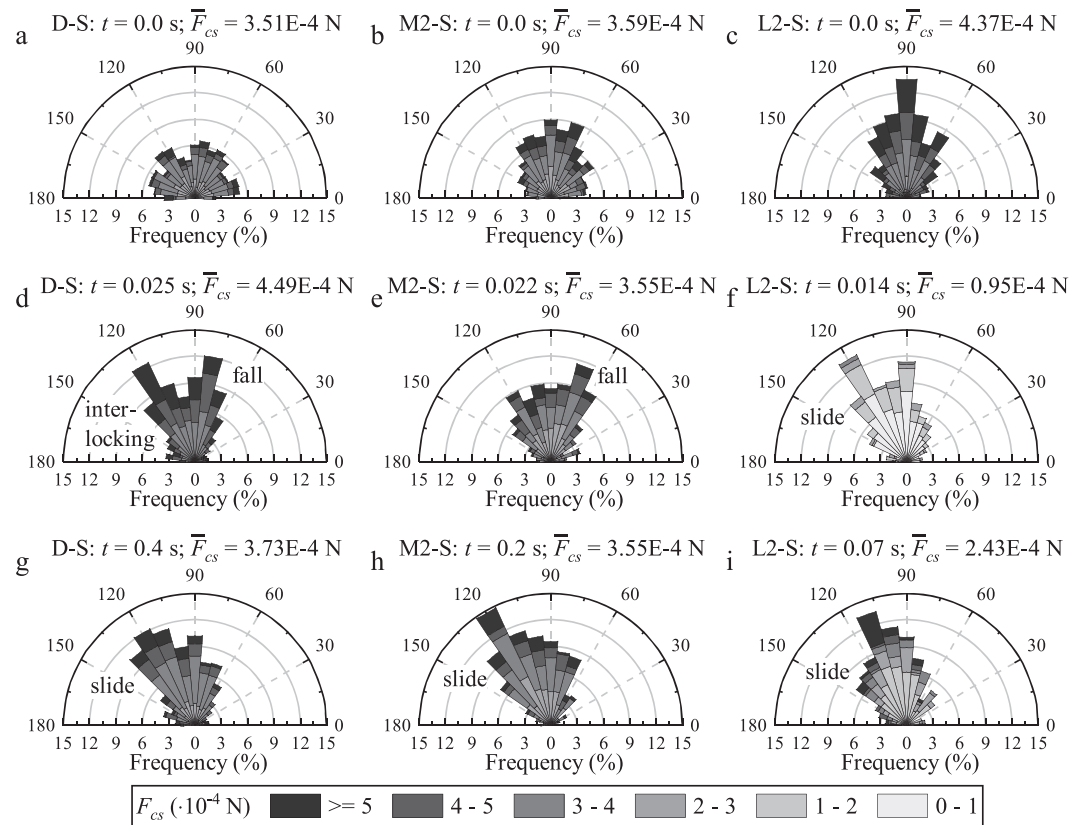 a D-S: t = 0.0 s; F̅cs = 3.51E-4 N
90
120 60
150 30
180 0
15 12 9 6 3 0 3 6 9 12 15
Frequency (%)
b M2-S: t = 0.0 s; F̅cs = 3.59E-4 N
90
120 60
150 30
180 0
15 12 9 6 3 0 3 6 9 12 15
Frequency (%)
c L2-S: t = 0.0 s; F̅cs = 4.37E-4 N
90
120 60
150 30
180 0
15 12 9 6 3 0 3 6 9 12 15
Frequency (%)
d D-S: t = 0.025 s; F̅cs = 4.49E-4 N
90
120 60
fall
150 30
inter-
locking
180 0
15 12 9 6 3 0 3 6 9 12 15
Frequency (%)
e M2-S: t = 0.022 s; F̅cs = 3.55E-4 N
90
120 60
fall
150 30
180 0
15 12 9 6 3 0 3 6 9 12 15
Frequency (%)
f L2-S: t = 0.014 s; F̅cs = 0.95E-4 N
90
120 60
150 30
slide
180 0
15 12 9 6 3 0 3 6 9 12 15
Frequency (%)
g D-S: t = 0.4 s; F̅cs = 3.73E-4 N
90
120 60
150 30
slide
180 0
15 12 9 6 3 0 3 6 9 12 15
Frequency (%)
h M2-S: t = 0.2 s; F̅cs = 3.55E-4 N
90
120 60
150 30
slide
180 0
15 12 9 6 3 0 3 6 9 12 15
Frequency (%)
i L2-S: t = 0.07 s; F̅cs = 2.43E-4 N
90
120 60
150 30
slide
180 0
15 12 9 6 3 0 3 6 9 12 15
Frequency (%)
Fcs (·10⁻⁴ N) >= 5 4 - 5 3 - 4 2 - 3 1 - 2 0 - 1